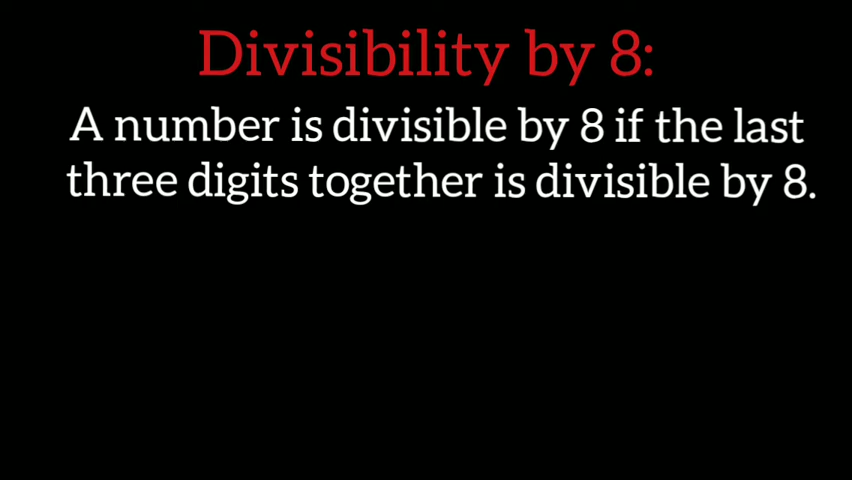 Divisibility by 8:
A number is divisible by 8 if the last
three digits together is divisible by 8.